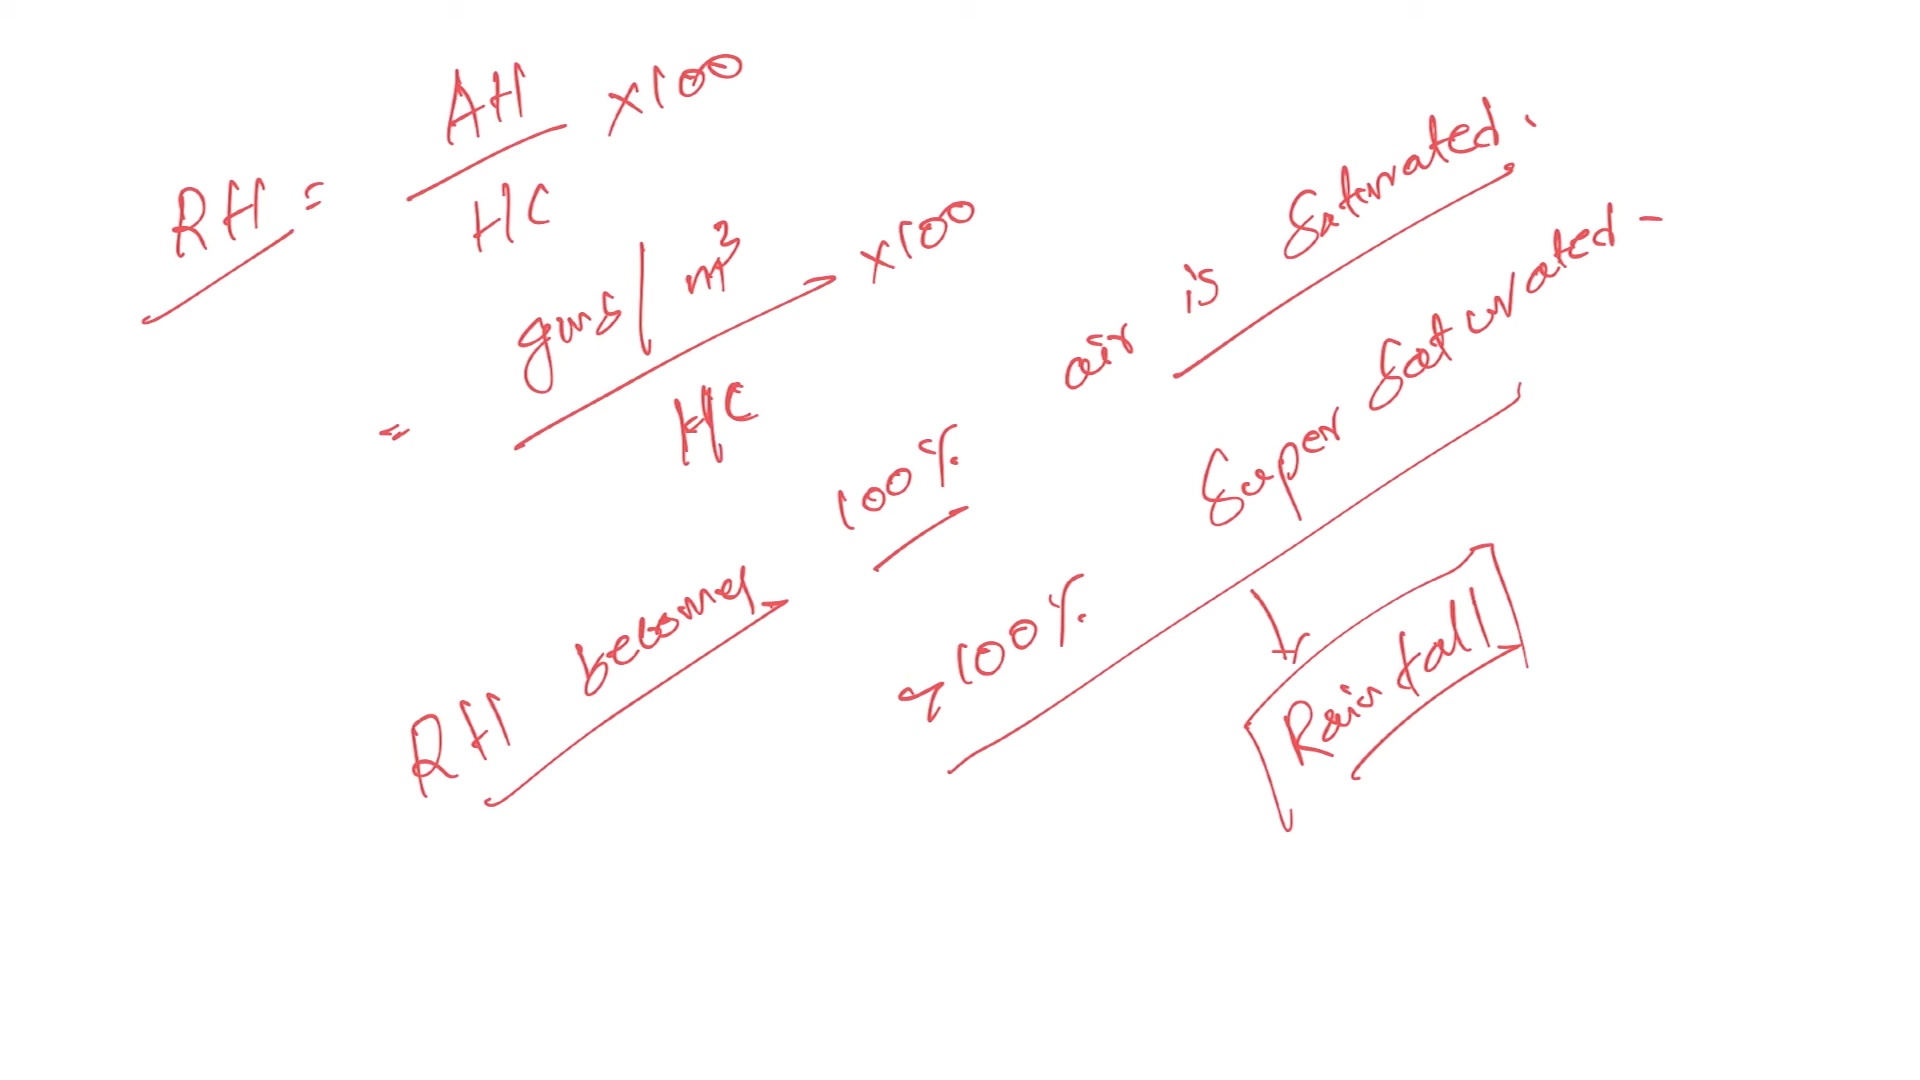 RH = AH/HC ×100
= gms/m³/HC ×100
RH becomes 100% air is Saturated.
>100% Super Saturated -
Rainfall